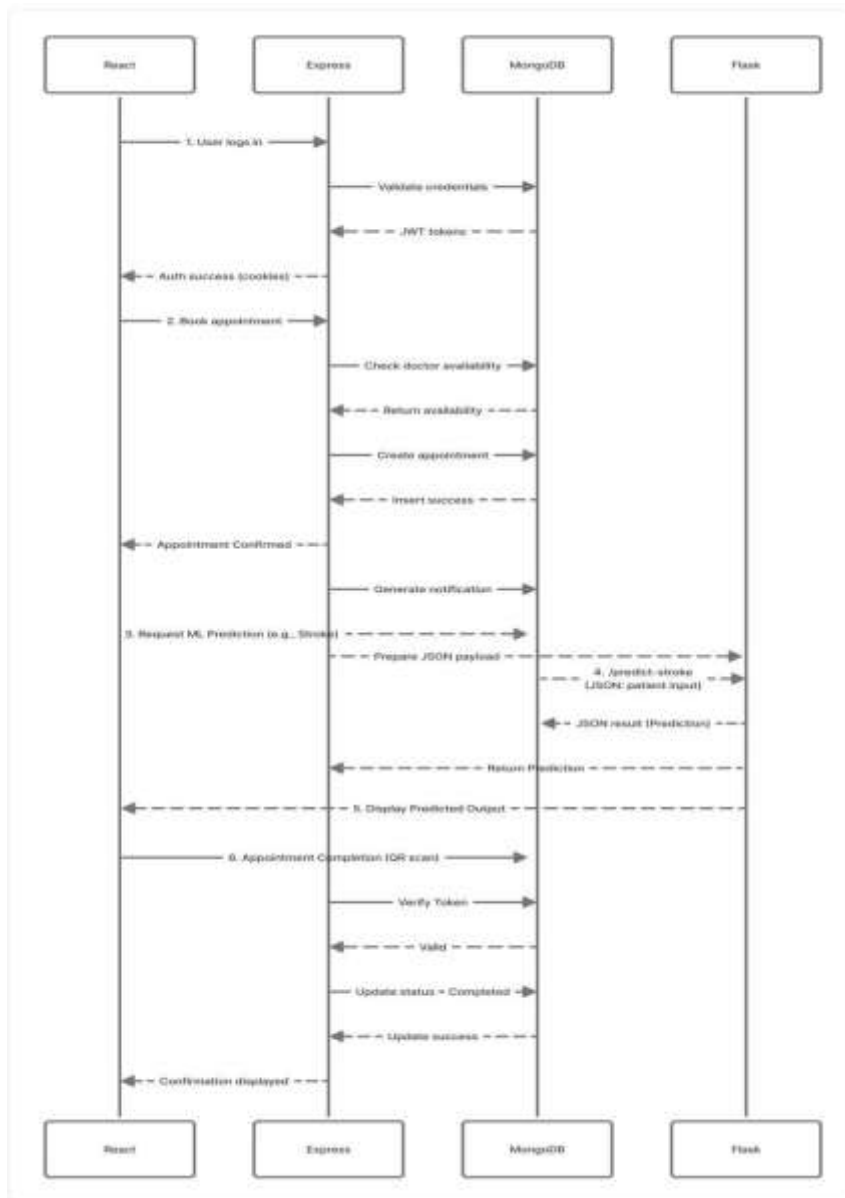 React
Express
MongoDB
Flask
1. User logs in
Validate credentials
JWT tokens
Auth success (cookies)
2. Book appointment
Check doctor availability
Return availability
Create appointment
Insert success
Appointment Confirmed
Generate notification
3. Request ML Prediction (e.g., Stroke)
Prepare JSON payload
4. /predict-stroke
(JSON: patient input)
JSON result (Prediction)
Return Prediction
5. Display Predicted Output
6. Appointment Completion (QR scan)
Verify Token
Valid
Update status = Completed
Update success
Confirmation displayed
React
Express
MongoDB
Flask